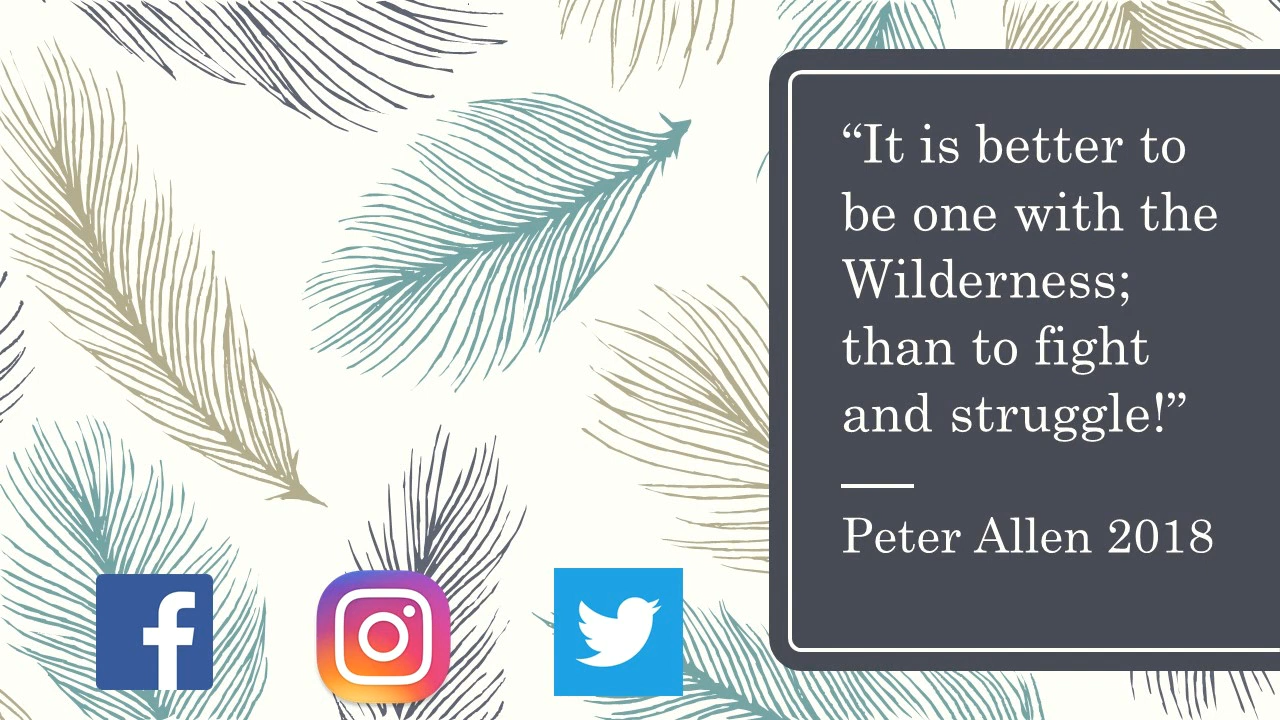 “It is better to
be one with the
Wilderness;
than to fight
and struggle!”
Peter Allen 2018